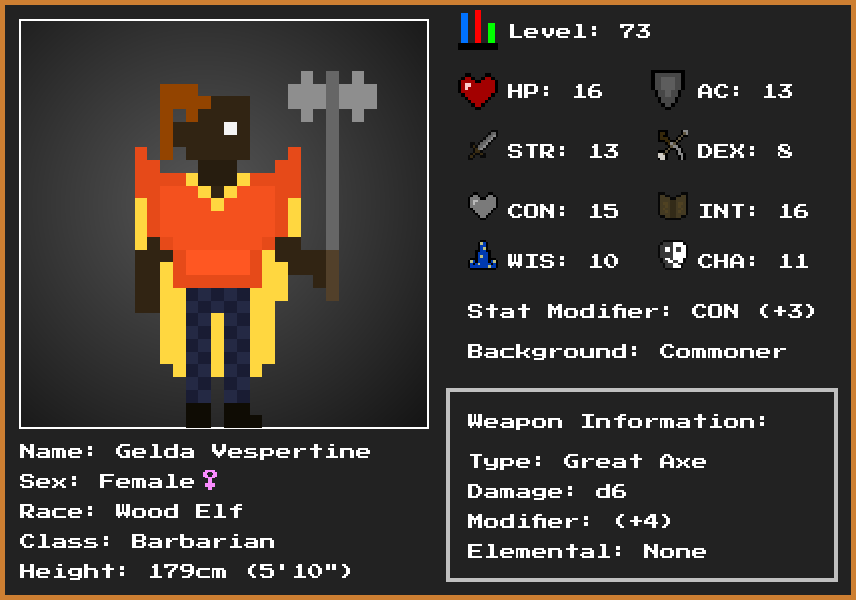 Level: 73
HP: 16
AC: 13
STR: 13
DEX: 8
CON: 15
INT: 16
WIS: 10
CHA: 11
Stat Modifier: CON (+3)
Background: Commoner
Weapon Information:
Type: Great Axe
Damage: d6
Modifier: (+4)
Elemental: None
Name: Gelda Vespertine
Sex: Female♀
Race: Wood Elf
Class: Barbarian
Height: 179cm (5'10")